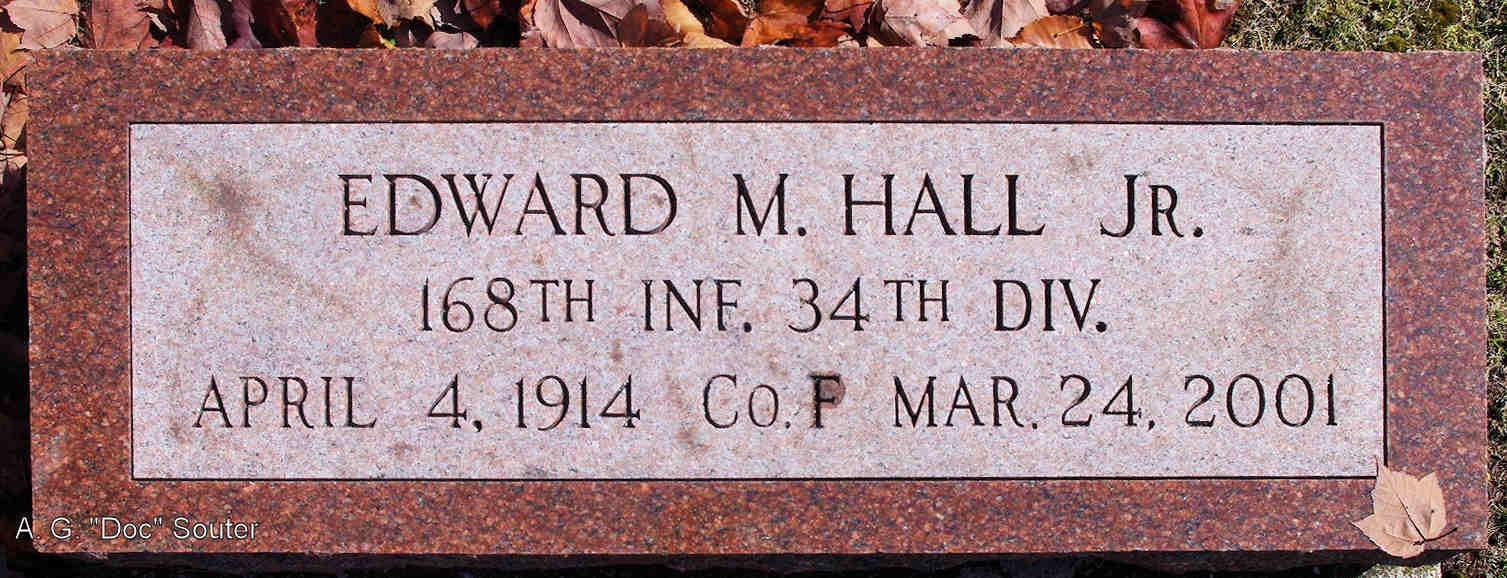 EDWARD M. HALL JR.
168TH INF. 34TH DIV.
APRIL 4, 1914 CO. F MAR. 24, 2001
A. G. "Doc" Souter